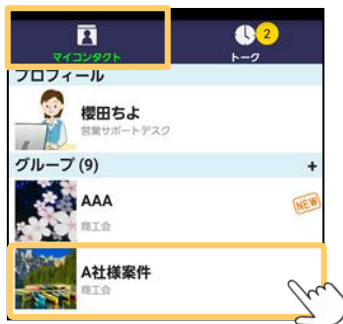 2
マイコンタクト トーク
プロフィール
櫻田ちよ
営業サポートデスク
グループ (9) +
AAA
NEW
商工会
A社様案件
商工会